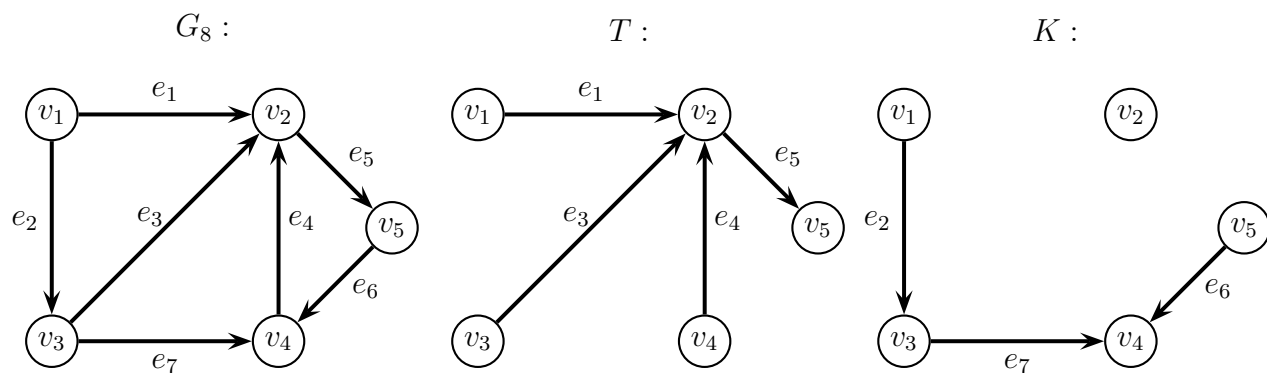 G₈ :
T :
K :
v₁ e₁ v₂ v₁ e₁ v₂ v₁ v₂
e₅ e₅
e₂ e₃ e₄ v₅ e₃ e₄ v₅ e₂ v₅
e₆ e₆
v₃ e₇ v₄ v₃ v₄ v₃ e₇ v₄